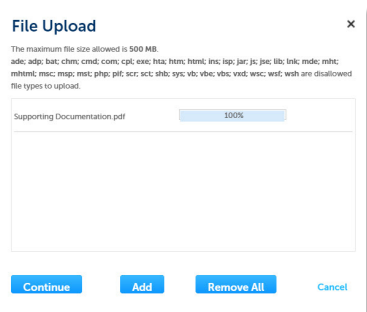 File Upload ×
The maximum file size allowed is 500 MB.
ade; adp; bat; chm; cmd; com; cpl; exe; hta; htm; html; ins; isp; jar; js; jse; lib; lnk; mde; mht;
mhtml; msc; msp; mst; php; pif; scr; sct; shb; sys; vb; vbe; vbs; vxd; wsc; wsf; wsh are disallowed
file types to upload.
Supporting Documentation.pdf 100%
Continue Add Remove All Cancel